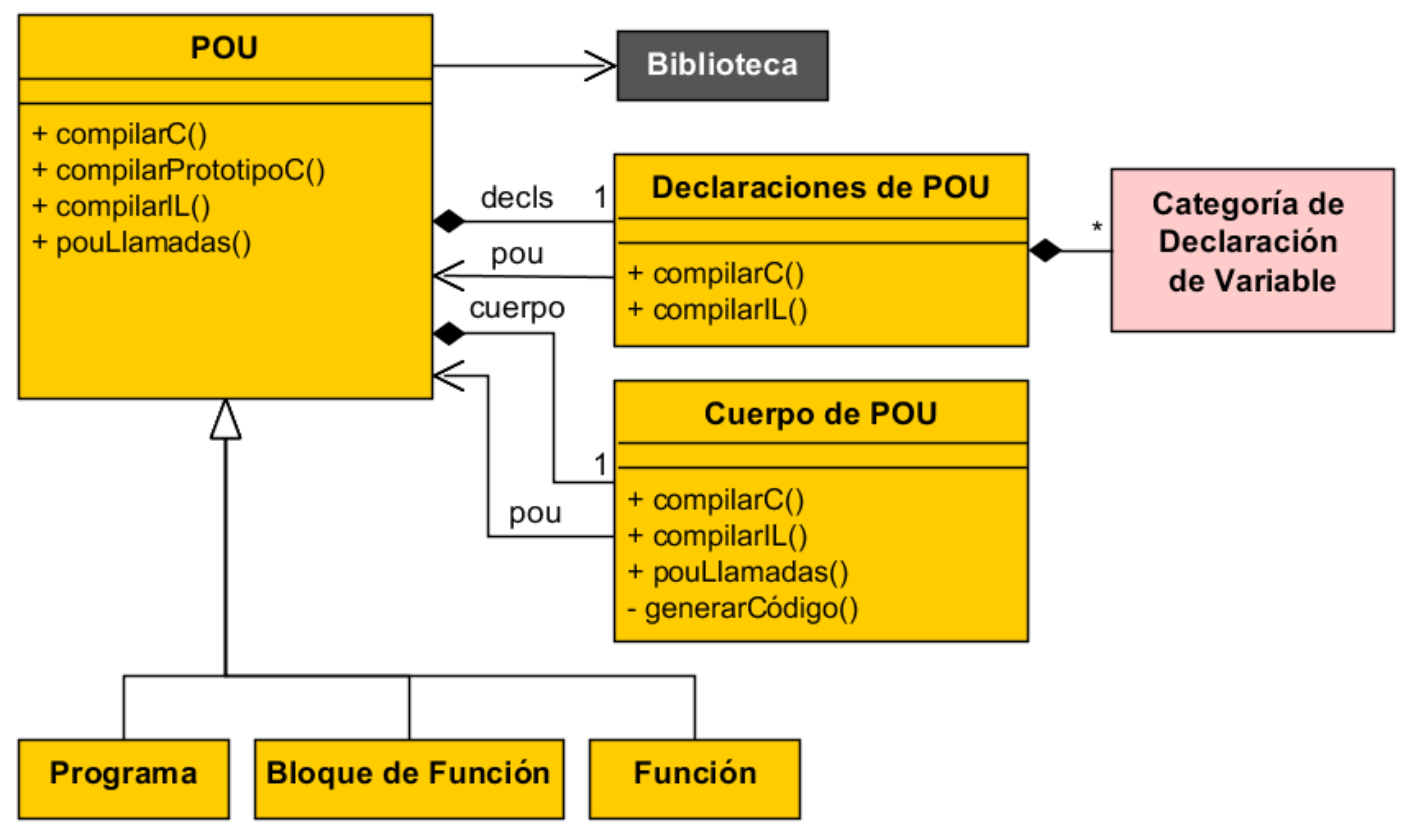 POU
+ compilarC()
+ compilarPrototipoC()
+ compilarIL()
+ pouLlamadas()
Biblioteca
decls
1
pou
cuerpo
1
pou
Declaraciones de POU
+ compilarC()
+ compilarIL()
*
Categoría de
Declaración
de Variable
Cuerpo de POU
+ compilarC()
+ compilarIL()
+ pouLlamadas()
- generarCódigo()
Programa
Bloque de Función
Función